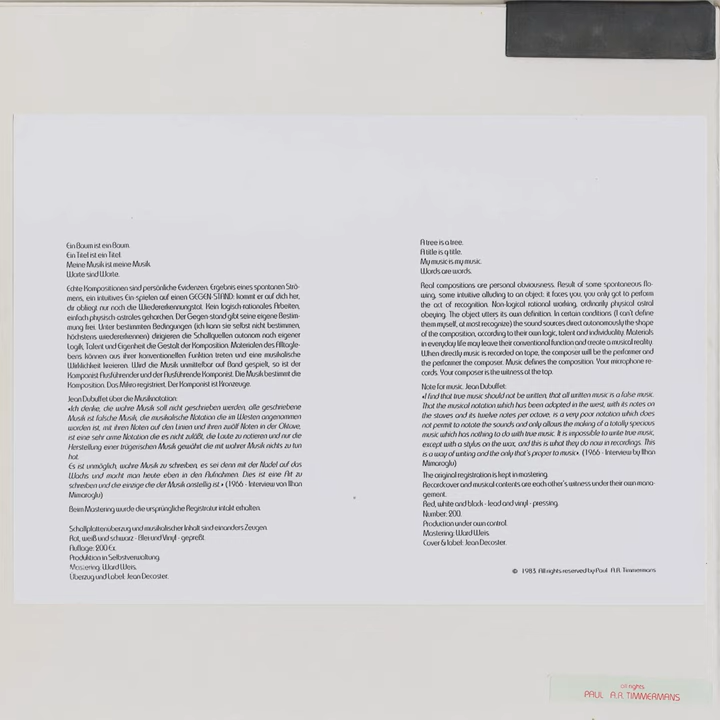 Ein Baum ist ein Baum.
Ein Titel ist ein Titel.
Meine Musik ist meine Musik.
Worte sind Worte.
Echte Kompositionen sind persönliche Evidenzen. Ergebnis eines spontanen Strö-
mens, ein intuitives Ein-spielen auf einen GEGEN-STAND: kommt er auf dich her,
dir obliegt nur noch die Wiedererkennungstat. Kein logisch-rationales Arbeiten,
einfach physisch-astrales gehorchen. Der Gegen-stand gibt seine eigene Bestim-
mung frei. Unter bestimmten Bedingungen (ich kann sie selbst nicht bestimmen,
höchstens wiedererkennen) dirigieren die Schallquellen autonom nach eigener
Logik, Talent und Eigenheit die Gestalt der Komposition. Materialen des Alltagle-
bens können aus ihrer konventionellen Funktion treten und eine musikalische
Wirklichkeit kreieren. Wird die Musik unmittelbar auf Band gespielt, so ist der
Komponist Ausführender und der Ausführende Komponist. Die Musik bestimmt die
Komposition. Das Mikro registriert. Der Komponist ist Kronzeuge.
Jean Dubuffet über die Musiknotation:
«Ich denke, die wahre Musik soll nicht geschrieben werden, alle geschriebene
Musik ist falsche Musik, die musikalische Notation die im Westen angenommen
worden ist, mit ihren Noten auf den Linien und ihren zwölf Noten in der Oktave,
ist eine sehr arme Notation die es nicht zuläßt, die Laute zu notieren und nur die
Herstellung einer trügerischen Musik gewährt die mit wahrer Musik nichts zu tun
hat.
Es ist unmöglich, wahre Musik zu schreiben, es sei denn mit der Nadel auf das
Wachs und macht man heute eben in den Aufnahmen. Dies ist eine Art zu
schreiben und die einzige die der Musik anstellig ist.» (1966 - Interview von Ilhan
Mimaroglu)
Beim Mastering wurde die ursprüngliche Registratur intakt erhalten.
Schallplattenüberzug und musikalischer Inhalt sind einanders Zeugen.
Rot, weiß und schwarz - Blei und Vinyl - gepreßt.
Auflage: 200 Ex.
Produktion in Selbstverwaltung.
Mastering: Ward Weis.
Überzug und Label: Jean Decoster.
A tree is a tree.
A title is a title.
My music is my music.
Words are words.
Real compositions are personal obviousness. Result of some spontaneous flo-
wing, some intuitive alluding to an object: it faces you, you only got to perform
the act of recognition. Non-logical rational working, ordinarily physical astral
obeying. The object utters its own definition. In certain conditions (I can't define
them myself, at most recognize) the sound sources direct autonomously the shape
of the composition, according to their own logic, talent and individuality. Materials
in everyday life may leave their conventional function and create a musical reality.
When directly music is recorded on tape, the composer will be the performer and
the performer the composer. Music defines the composition. Your microphone re-
cords. Your composer is the witness at the top.
Note for music. Jean Dubuffet:
«I find that true music should not be written, that all written music is a false music.
That the musical notation which has been adopted in the west, with its notes on
the staves and its twelve notes per octave, is a very poor notation which does
not permit to notate the sounds and only allows the making of a totally specious
music which has nothing to do with true music. It is impossible to write true music,
except with a stylus on the wax, and this is what they do now in recordings. This
is a way of writing and the only that's proper to music». (1966 - Interview by Ilhan
Mimaroglu)
The original registration is kept in mastering.
Recordcover and musical contents are each other's witness under their own mana-
gement.
Red, white and black - lead and vinyl - pressing.
Number: 200.
Production under own control.
Mastering: Ward Weis.
Cover & label: Jean Decoster.
© 1983 All rights reserved by Paul A.R. Timmermans
all rights
PAUL A.R. TIMMERMANS